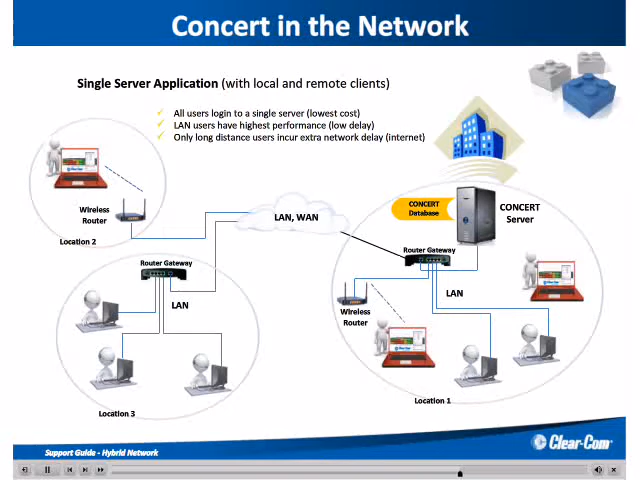 Concert in the Network
Single Server Application (with local and remote clients)
All users login to a single server (lowest cost)
LAN users have highest performance (low delay)
Only long distance users incur extra network delay (internet)
Wireless
Router
Location 2
LAN, WAN
CONCERT
Database
CONCERT
Server
Router Gateway
LAN
Location 3
Router Gateway
LAN
Wireless
Router
Location 1
Support Guide - Hybrid Network
Clear-Com